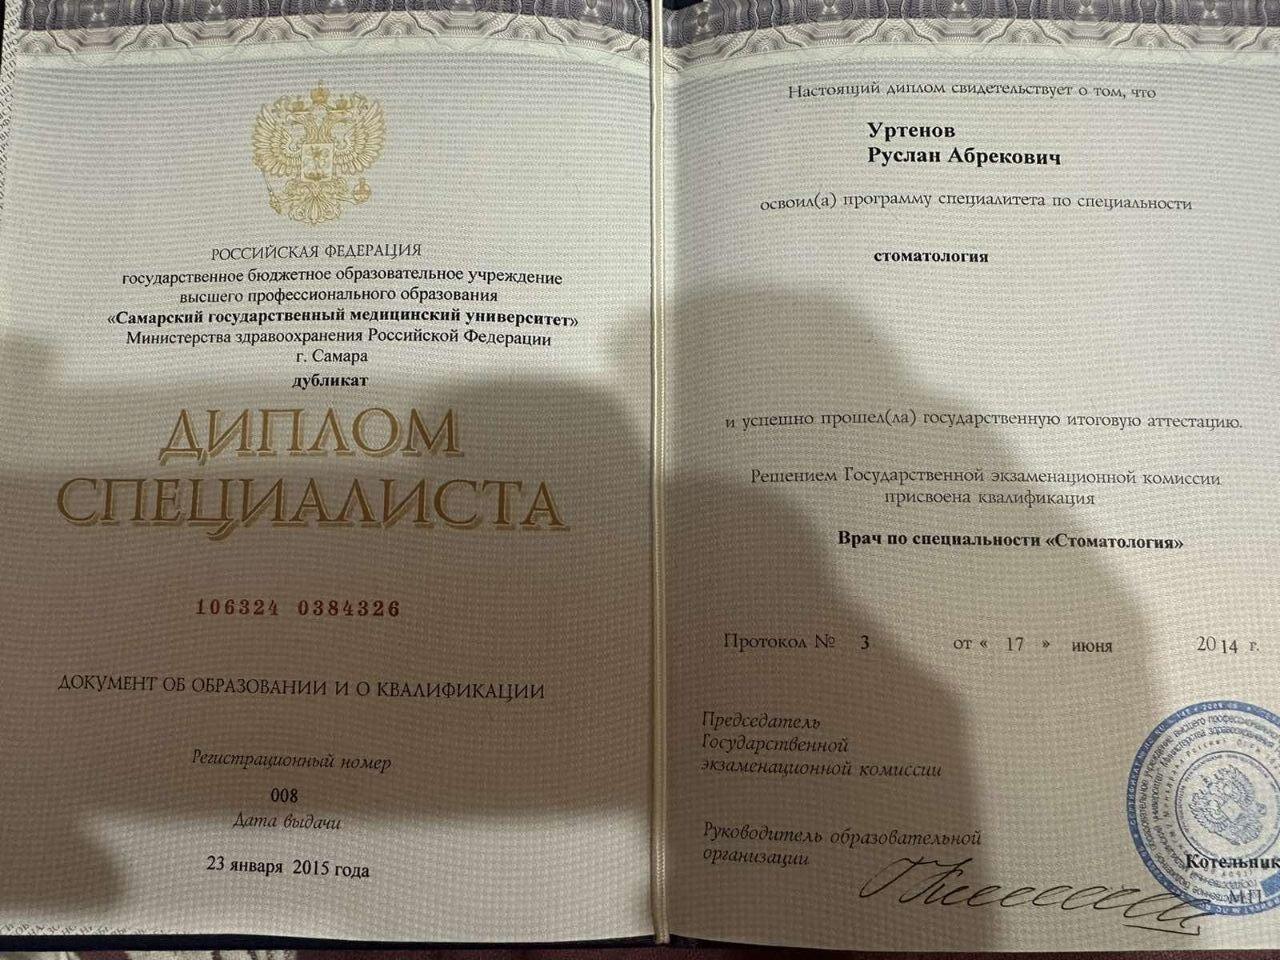 РОССИЙСКАЯ ФЕДЕРАЦИЯ
государственное бюджетное образовательное учреждение
высшего профессионального образования
«Самарский государственный медицинский университет»
Министерства здравоохранения Российской Федерации
г. Самара
дубликат
ДИПЛОМ
СПЕЦИАЛИСТА
106324 0384326
ДОКУМЕНТ ОБ ОБРАЗОВАНИИ И О КВАЛИФИКАЦИИ
Регистрационный номер
008
Дата выдачи
23 января 2015 года
Настоящий диплом свидетельствует о том, что
Уртенов
Руслан Абрекович
освоил(а) программу специалитета по специальности
стоматология
и успешно прошел(ла) государственную итоговую аттестацию.
Решением Государственной экзаменационной комиссии
присвоена квалификация
Врач по специальности «Стоматология»
Протокол № 3 от « 17 » июня 2014 г.
Председатель
Государственной
экзаменационной комиссии
Руководитель образовательной
организации
Котельник
МП